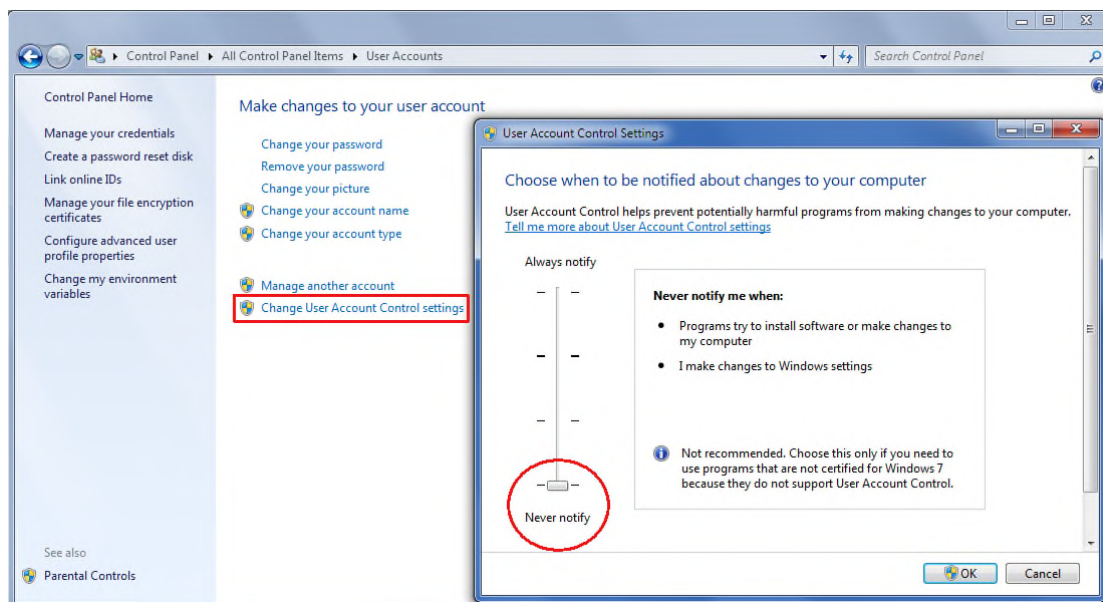 Control Panel ▸ All Control Panel Items ▸ User Accounts
Search Control Panel
Control Panel Home
Manage your credentials
Create a password reset disk
Link online IDs
Manage your file encryption
certificates
Configure advanced user
profile properties
Change my environment
variables
See also
Parental Controls
Make changes to your user account
Change your password
Remove your password
Change your picture
Change your account name
Change your account type
Manage another account
Change User Account Control settings
User Account Control Settings
Choose when to be notified about changes to your computer
User Account Control helps prevent potentially harmful programs from making changes to your computer.
Tell me more about User Account Control settings
Always notify
Never notify
Never notify me when:
• Programs try to install software or make changes to
my computer
• I make changes to Windows settings
Not recommended. Choose this only if you need to
use programs that are not certified for Windows 7
because they do not support User Account Control.
OK
Cancel